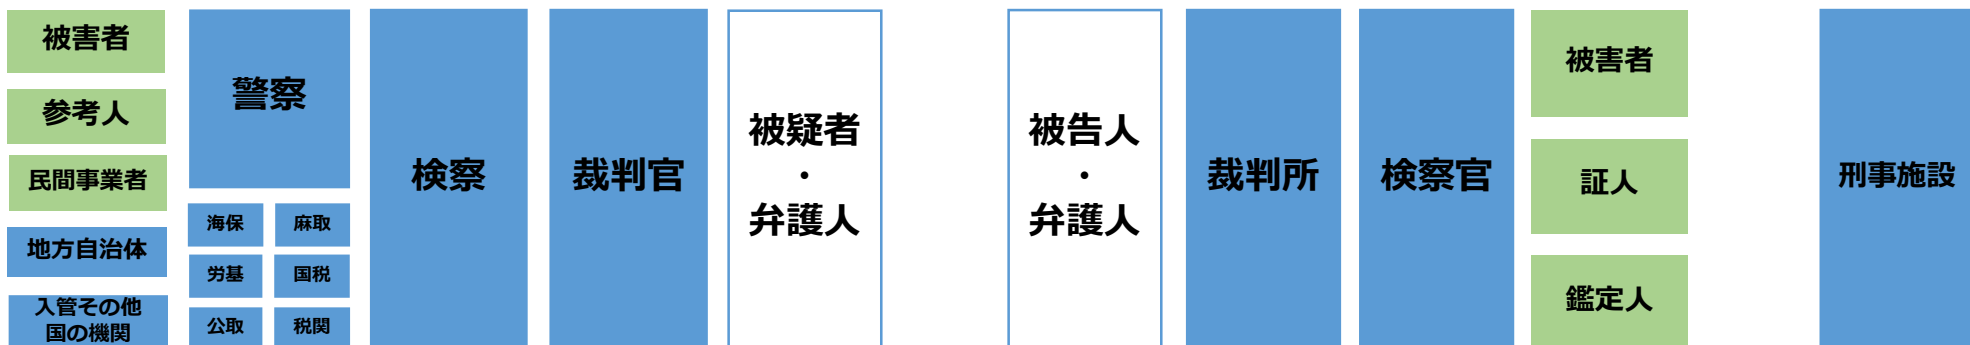 被害者
参考人
民間事業者
地方自治体
入管その他
国の機関
警察
海保
麻取
労基
国税
公取
税関
検察
裁判官
被疑者
・
弁護人
被告人
・
弁護人
裁判所
検察官
被害者
証人
鑑定人
刑事施設